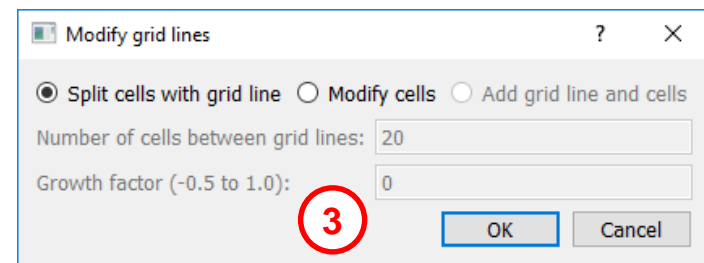 Modify grid lines ? X
Split cells with grid line Modify cells Add grid line and cells
Number of cells between grid lines: 20
Growth factor (-0.5 to 1.0): 0
3
OK Cancel